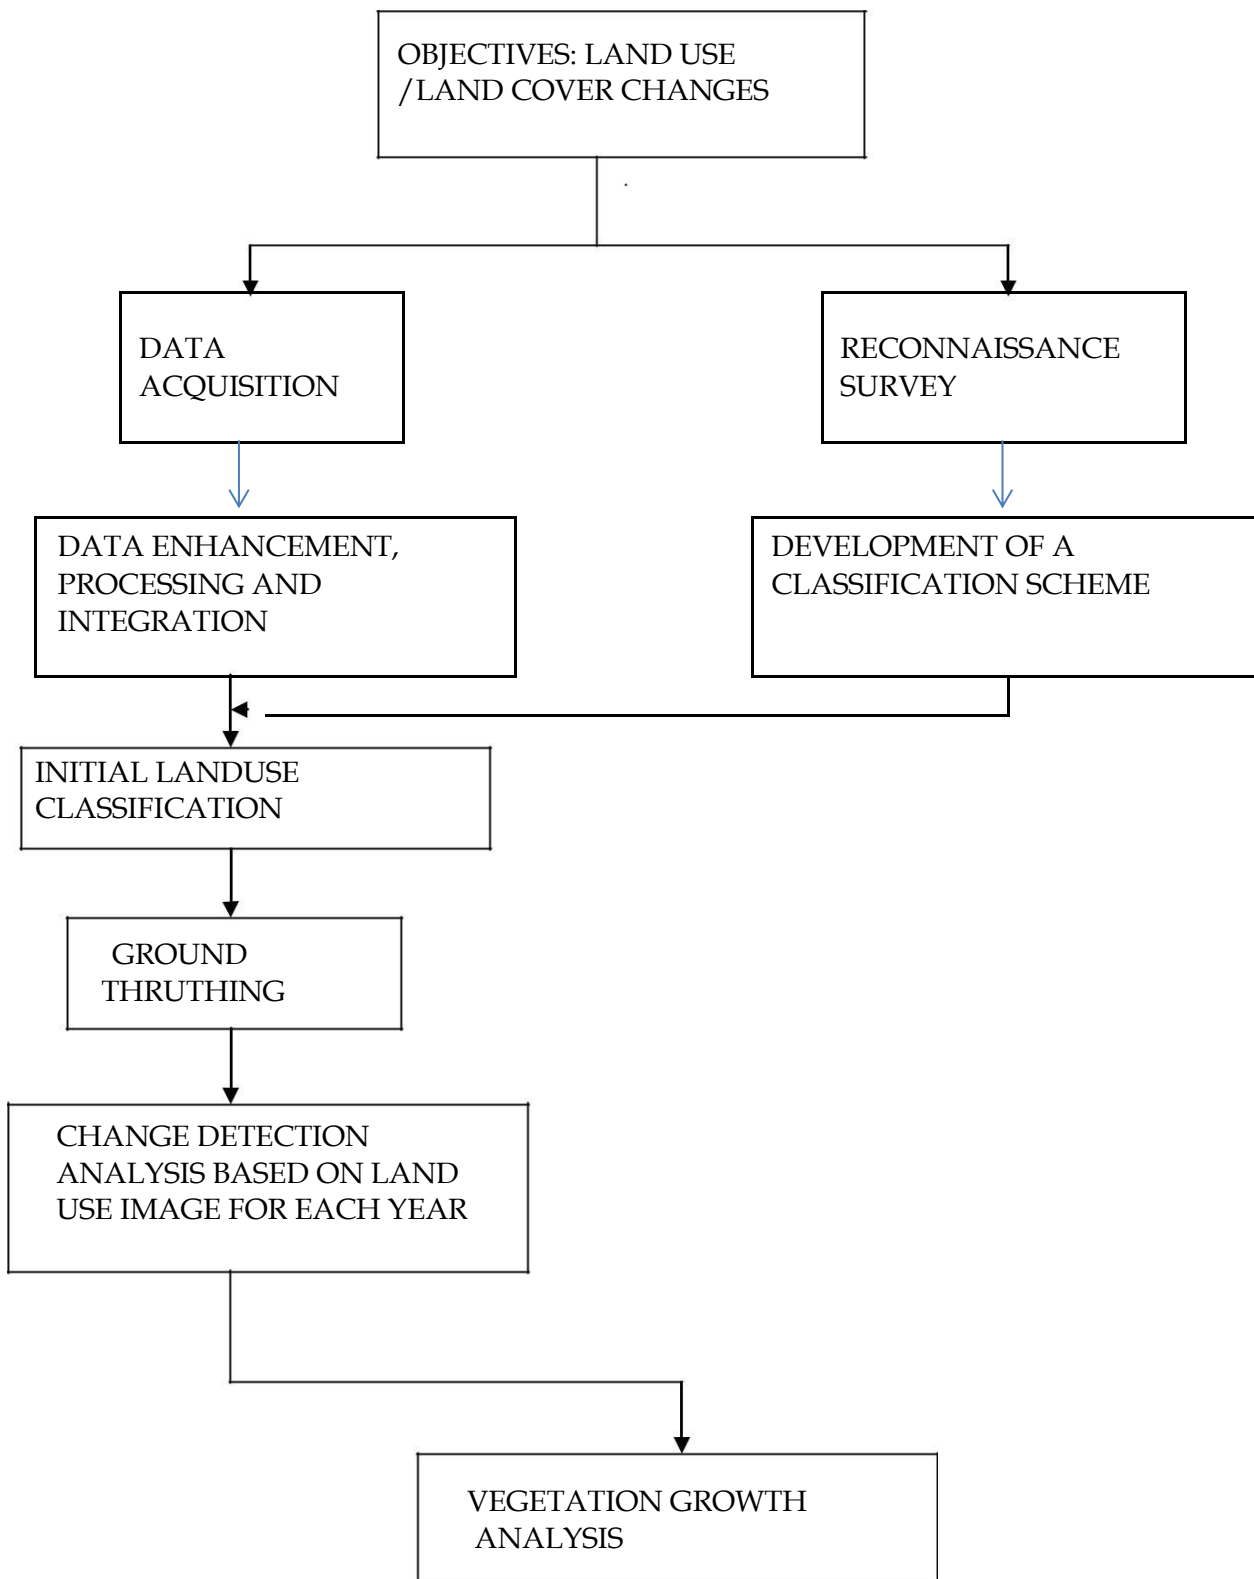 OBJECTIVES: LAND USE
/LAND COVER CHANGES
DATA
ACQUISITION
RECONNAISSANCE
SURVEY
DATA ENHANCEMENT,
PROCESSING AND
INTEGRATION
DEVELOPMENT OF A
CLASSIFICATION SCHEME
INITIAL LANDUSE
CLASSIFICATION
GROUND
THRUTHING
CHANGE DETECTION
ANALYSIS BASED ON LAND
USE IMAGE FOR EACH YEAR
VEGETATION GROWTH
ANALYSIS